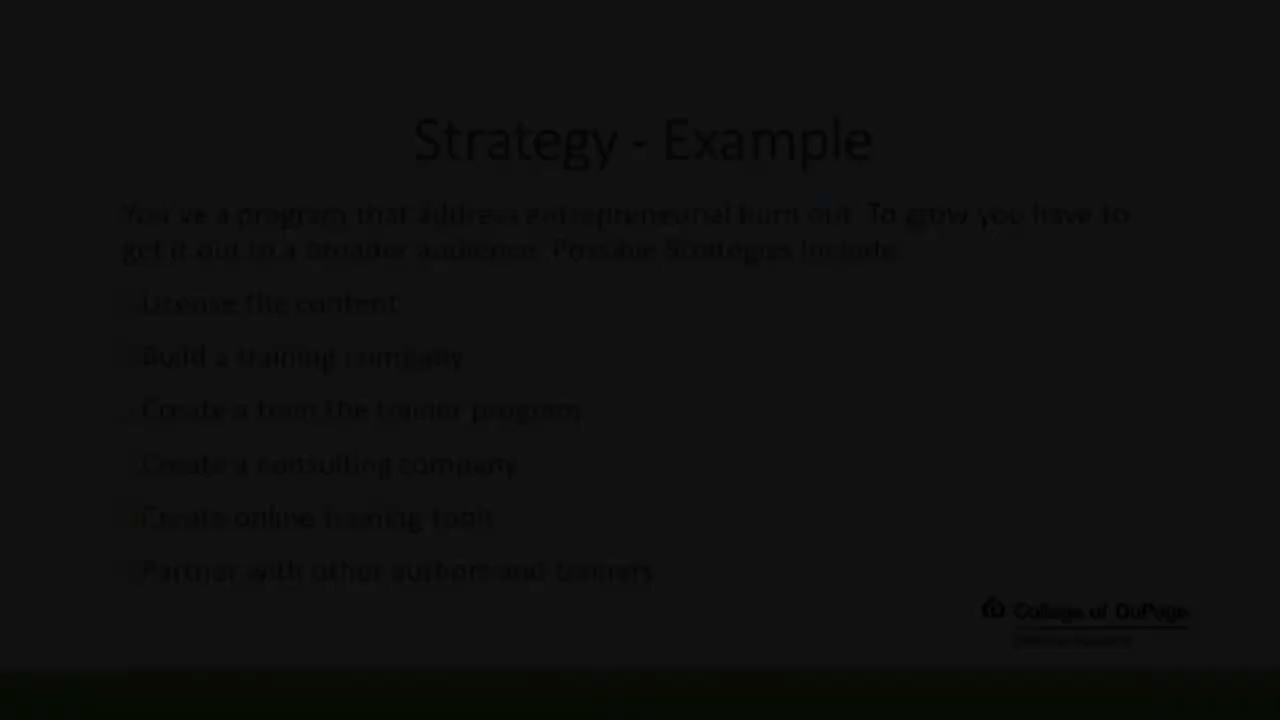 Strategy - Example
You've a program that address entrepreneurial burn out. To grow you have to
get it out to a broader audience. Possible Strategies include:
License the content
Build a training company
Create a train the trainer program
Create a consulting company
Create online training tools
Partner with other authors and trainers
College of DuPage